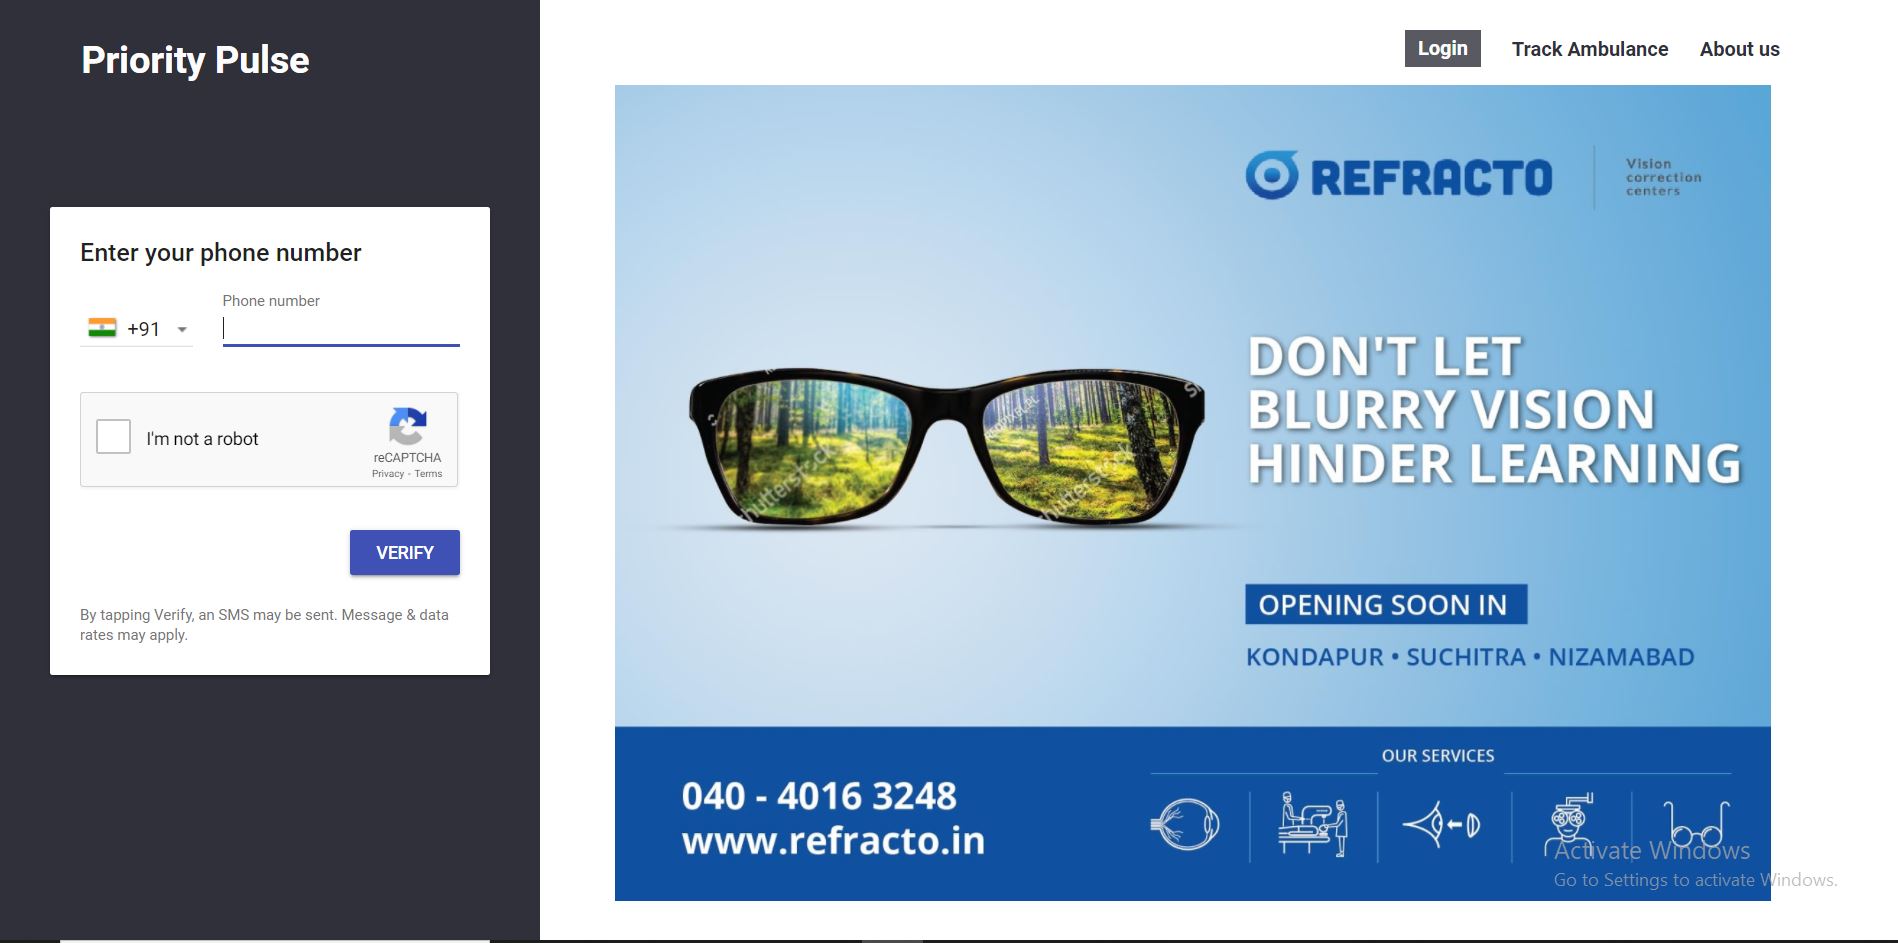 Priority Pulse
Login
Track Ambulance
About us
Enter your phone number
Phone number
+91
I'm not a robot
reCAPTCHA
Privacy - Terms
VERIFY
By tapping Verify, an SMS may be sent. Message & data
rates may apply.
REFRACTO
Vision
correction
centers
DON'T LET
BLURRY VISION
HINDER LEARNING
OPENING SOON IN
KONDAPUR • SUCHITRA • NIZAMABAD
040 - 4016 3248
www.refracto.in
OUR SERVICES
Activate Windows
Go to Settings to activate Windows.